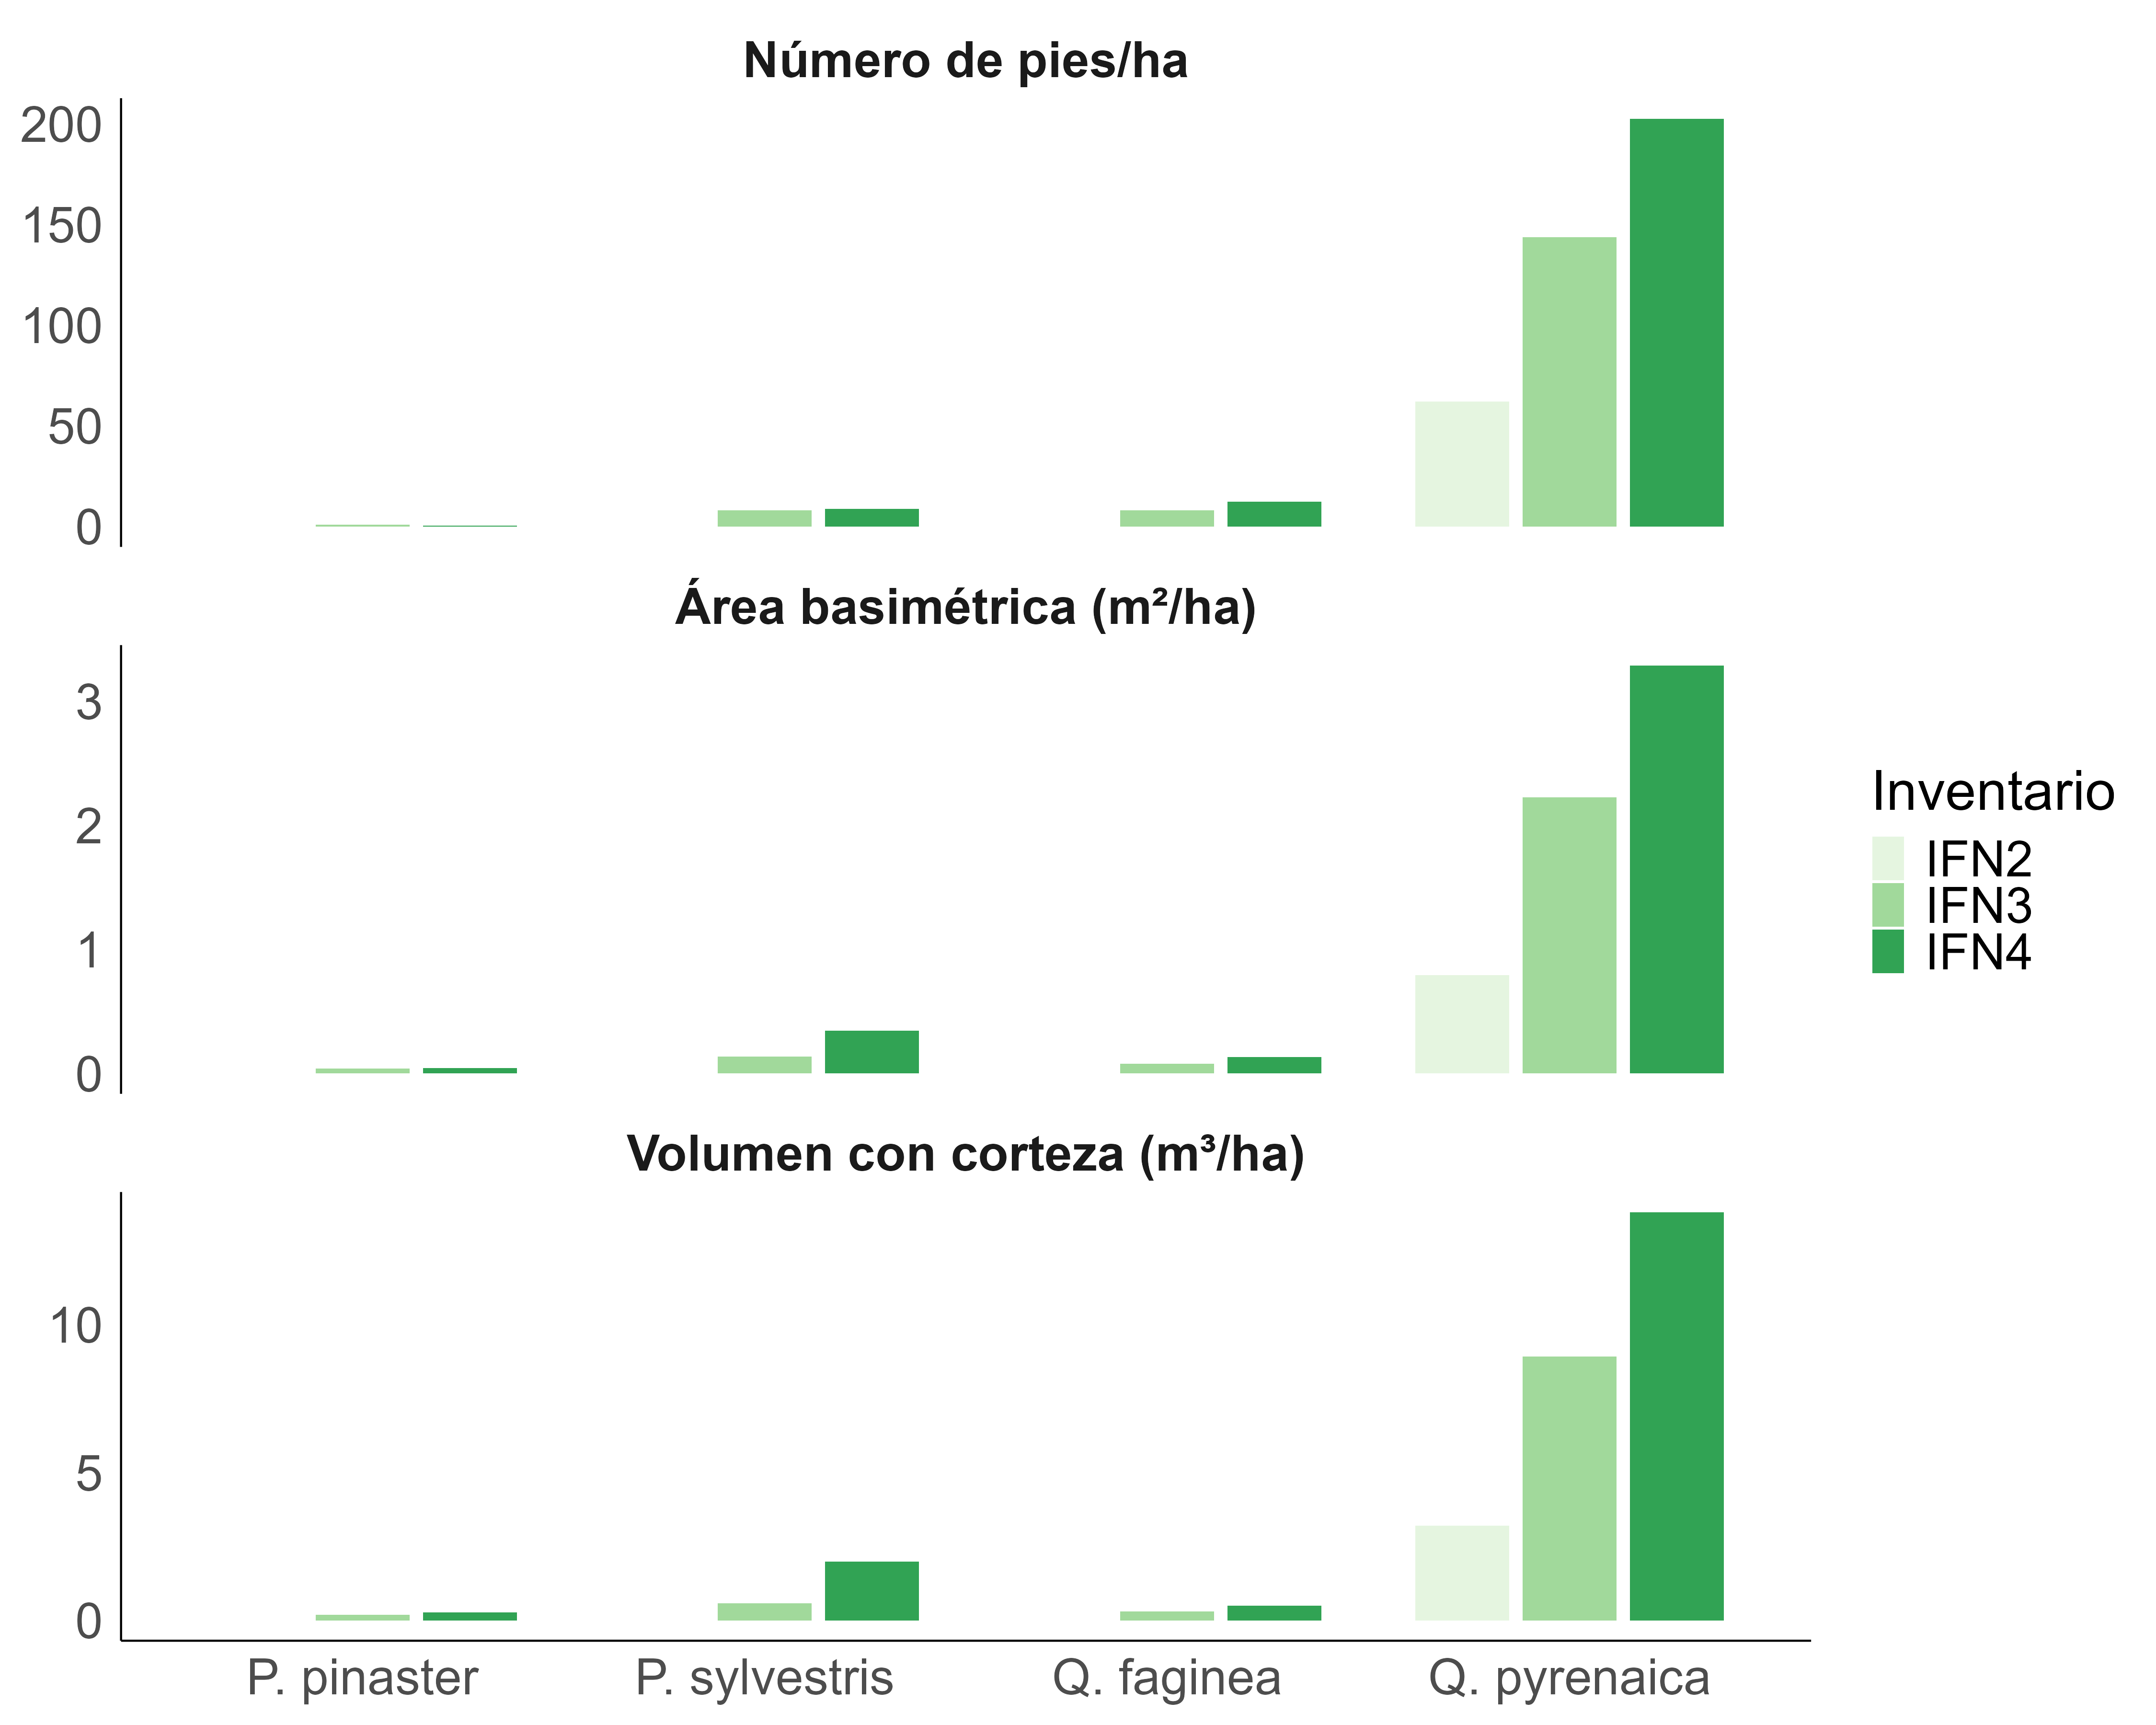 Número de pies/ha
200
150
100
50
0
Área basimétrica (m²/ha)
3
2
1
0
Volumen con corteza (m³/ha)
10
5
0
P. pinaster
P. sylvestris
Q. faginea
Q. pyrenaica
Inventario
IFN2
IFN3
IFN4